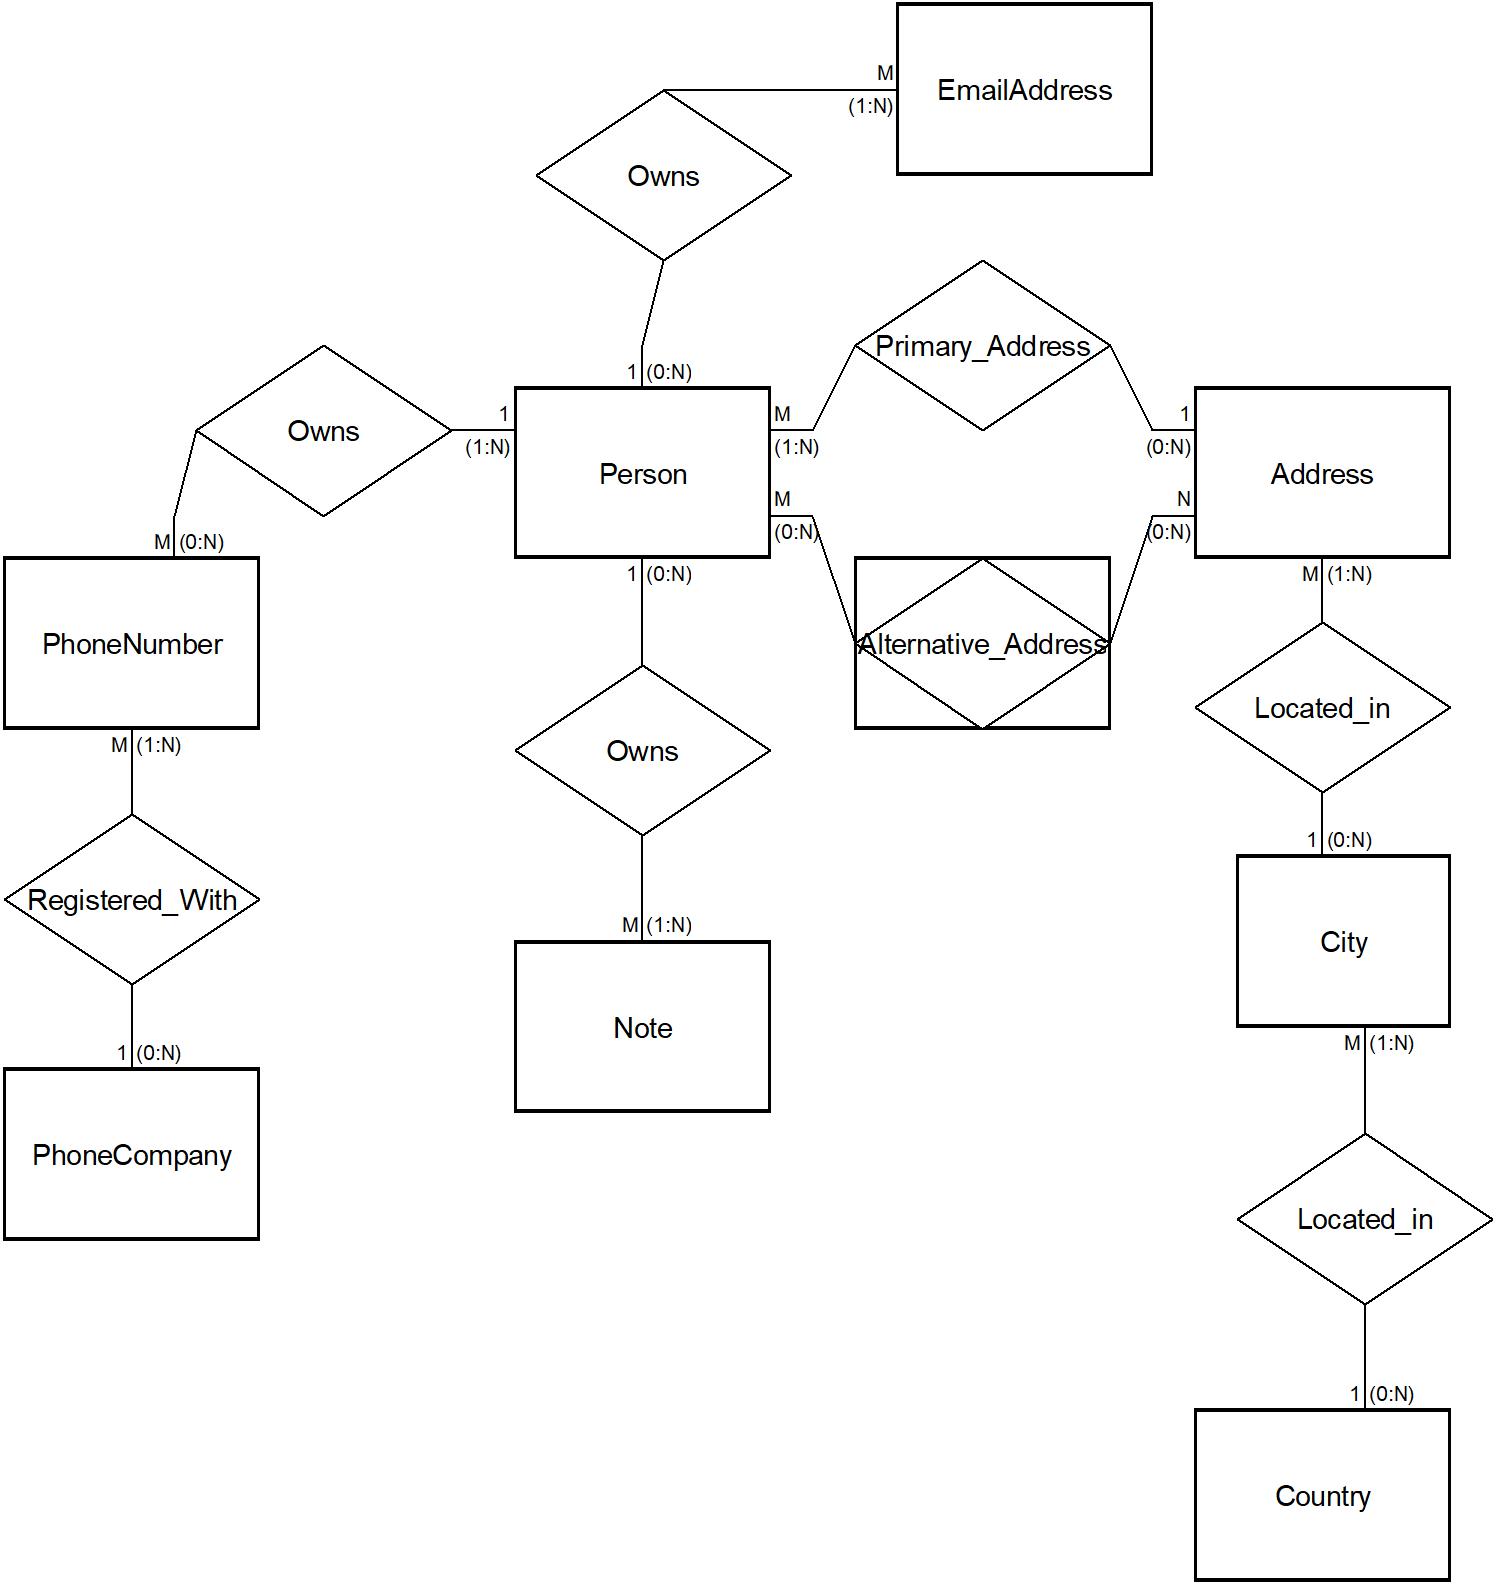 M
(1:N)
EmailAddress
Owns
1 (0:N)
Primary_Address
Owns
1
(1:N)
M
(1:N)
1
(0:N)
Person
Address
M
(0:N)
N
(0:N)
M (0:N)
1 (0:N)
M (1:N)
PhoneNumber
Alternative_Address
Located_in
M (1:N)
Owns
1 (0:N)
Registered_With
M (1:N)
City
Note
1 (0:N)
M (1:N)
PhoneCompany
Located_in
1 (0:N)
Country